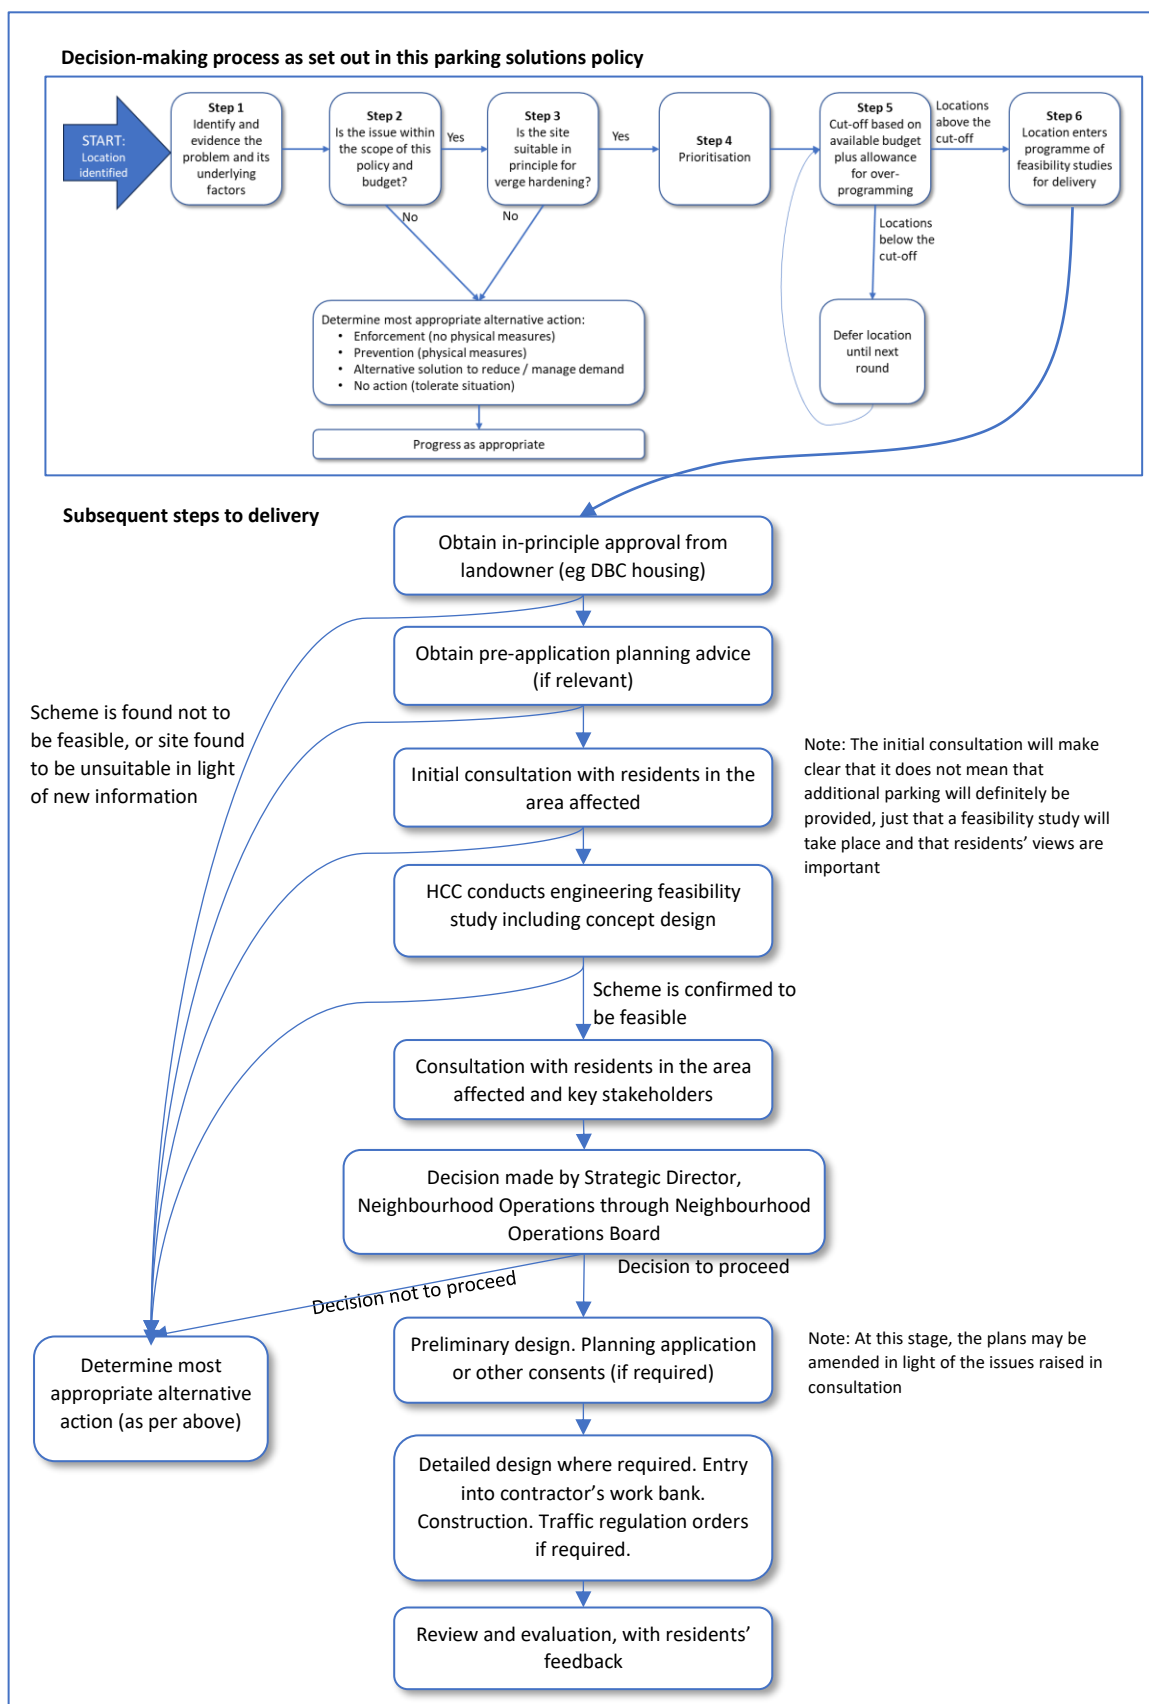 Decision-making process as set out in this parking solutions policy
START:
Location
identified
Step 1
Identify and
evidence the
problem and its
underlying
factors
Step 2
Is the issue within
the scope of this
policy and
budget?
Yes
No
Step 3
Is the site
suitable in
principle for
verge hardening?
Yes
No
Step 4
Prioritisation
Step 5
Cut-off based on
available budget
plus allowance
for over-
programming
Locations
above the
cut-off
Step 6
Location enters
programme of
feasibility studies
for delivery
Locations
below the
cut-off
Defer location
until next
round
Determine most appropriate alternative action:
• Enforcement (no physical measures)
• Prevention (physical measures)
• Alternative solution to reduce / manage demand
• No action (tolerate situation)
Progress as appropriate
Subsequent steps to delivery
Obtain in-principle approval from
landowner (eg DBC housing)
Obtain pre-application planning advice
(if relevant)
Scheme is found not to
be feasible, or site found
to be unsuitable in light
of new information
Initial consultation with residents in the
area affected
Note: The initial consultation will make
clear that it does not mean that
additional parking will definitely be
provided, just that a feasibility study will
take place and that residents’ views are
important
HCC conducts engineering feasibility
study including concept design
Scheme is confirmed to
be feasible
Consultation with residents in the area
affected and key stakeholders
Decision made by Strategic Director,
Neighbourhood Operations through Neighbourhood
Operations Board
Decision not to proceed
Decision to proceed
Determine most
appropriate alternative
action (as per above)
Preliminary design. Planning application
or other consents (if required)
Note: At this stage, the plans may be
amended in light of the issues raised in
consultation
Detailed design where required. Entry
into contractor’s work bank.
Construction. Traffic regulation orders
if required.
Review and evaluation, with residents’
feedback